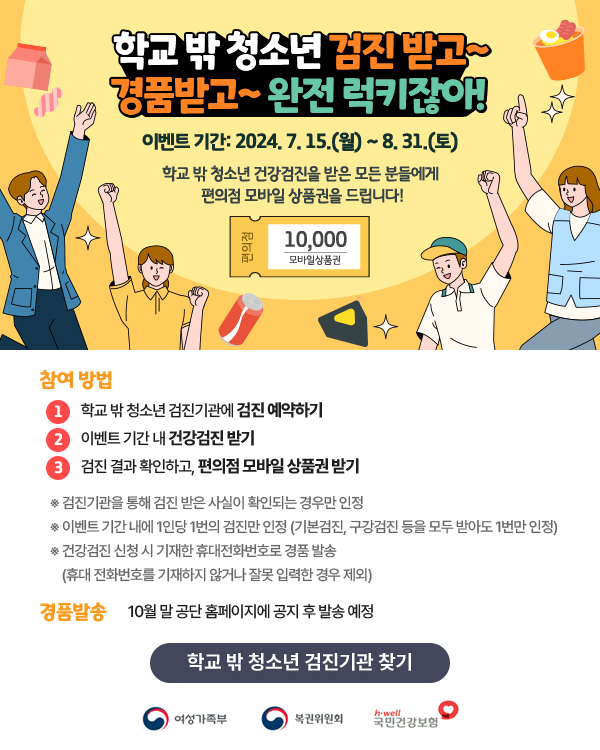 학교 밖 청소년 검진 받고~
경품받고~ 완전 럭키잖아!
이벤트 기간: 2024. 7. 15.(월) ~ 8. 31.(토)
학교 밖 청소년 건강검진을 받은 모든 분들에게
편의점 모바일 상품권을 드립니다!
편의점
10,000
모바일상품권
참여 방법
1 학교 밖 청소년 검진기관에 검진 예약하기
2 이벤트 기간 내 건강검진 받기
3 검진 결과 확인하고, 편의점 모바일 상품권 받기
※ 검진기관을 통해 검진 받은 사실이 확인되는 경우만 인정
※ 이벤트 기간 내에 1인당 1번의 검진만 인정 (기본검진, 구강검진 등을 모두 받아도 1번만 인정)
※ 건강검진 신청 시 기재한 휴대전화번호로 경품 발송
(휴대 전화번호를 기재하지 않거나 잘못 입력한 경우 제외)
경품발송 10월 말 공단 홈페이지에 공지 후 발송 예정
학교 밖 청소년 검진기관 찾기
여성가족부
복권위원회
h·well
국민건강보험